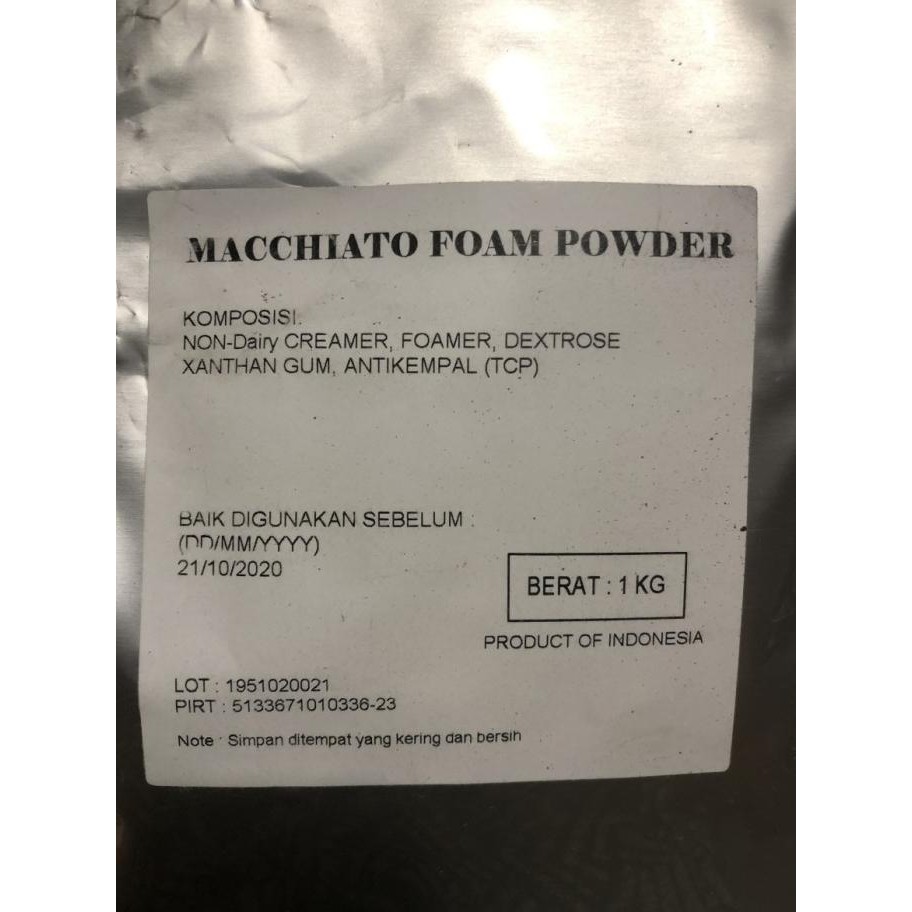 MACCHIATO FOAM POWDER
KOMPOSISI:
NON-Dairy CREAMER, FOAMER, DEXTROSE
XANTHAN GUM, ANTIKEMPAL (TCP)
BAIK DIGUNAKAN SEBELUM :
(DD/MM/YYYY)
21/10/2020
BERAT : 1 KG
PRODUCT OF INDONESIA
LOT : 1951020021
PIRT : 5133671010336-23
Note : Simpan ditempat yang kering dan bersih